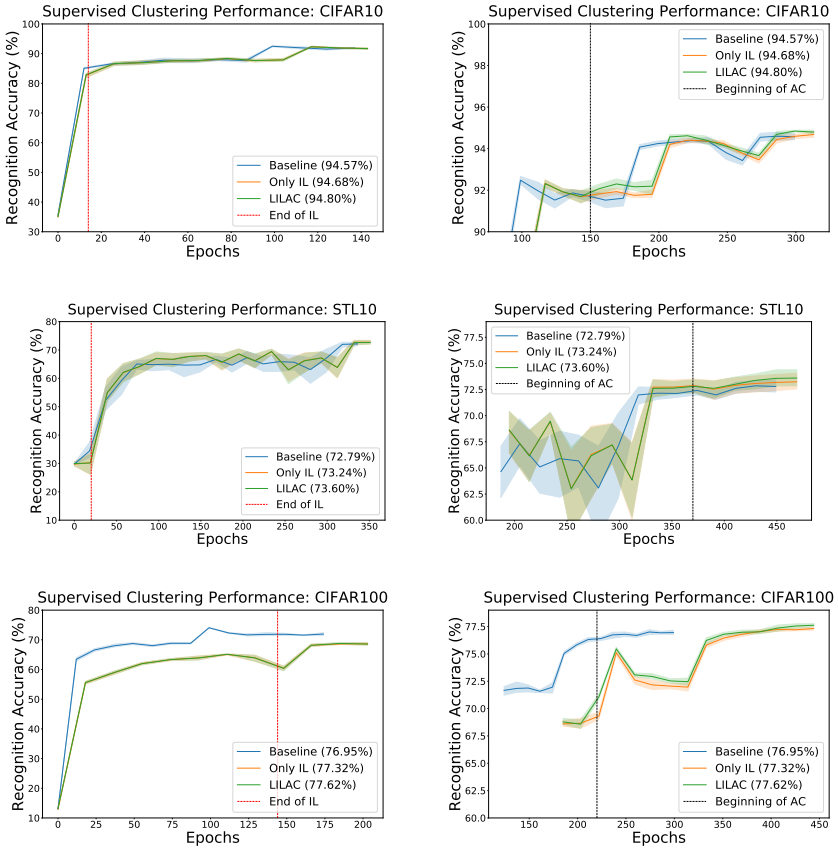 Supervised Clustering Performance: CIFAR10
Recognition Accuracy (%)
100
90
80
70
60
50
40
30
0
20
40
60
80
100
120
140
Epochs
Baseline (94.57%)
Only IL (94.68%)
LILAC (94.80%)
End of IL
Supervised Clustering Performance: CIFAR10
Recognition Accuracy (%)
100
98
96
94
92
90
100
150
200
250
300
Epochs
Baseline (94.57%)
Only IL (94.68%)
LILAC (94.80%)
Beginning of AC
Supervised Clustering Performance: STL10
Recognition Accuracy (%)
80
70
60
50
40
30
20
10
0
50
100
150
200
250
300
350
Epochs
Baseline (72.79%)
Only IL (73.24%)
LILAC (73.60%)
End of IL
Supervised Clustering Performance: STL10
Recognition Accuracy (%)
77.5
75.0
72.5
70.0
67.5
65.0
62.5
60.0
200
250
300
350
400
450
Epochs
Baseline (72.79%)
Only IL (73.24%)
LILAC (73.60%)
Beginning of AC
Supervised Clustering Performance: CIFAR100
Recognition Accuracy (%)
80
70
60
50
40
30
20
10
0
25
50
75
100
125
150
175
200
Epochs
Baseline (76.95%)
Only IL (77.32%)
LILAC (77.62%)
End of IL
Supervised Clustering Performance: CIFAR100
Recognition Accuracy (%)
77.5
75.0
72.5
70.0
67.5
65.0
62.5
60.0
150
200
250
300
350
400
450
Epochs
Baseline (76.95%)
Only IL (77.32%)
LILAC (77.62%)
Beginning of AC